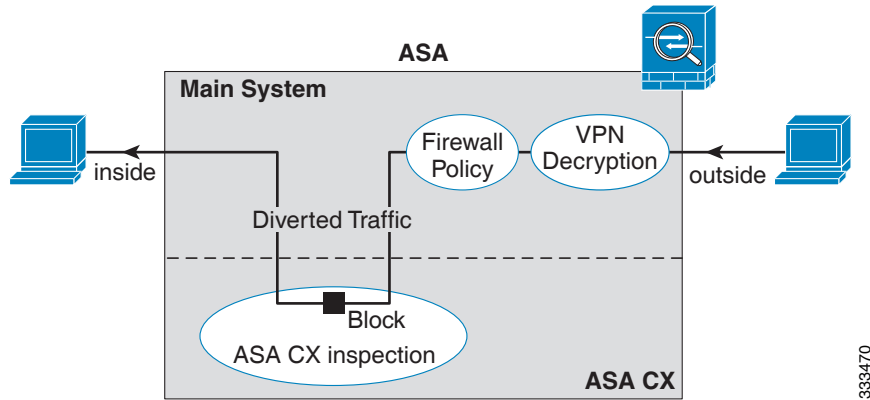 ASA
Main System
inside
Firewall
Policy
VPN
Decryption
outside
Diverted Traffic
Block
ASA CX inspection
ASA CX
333470